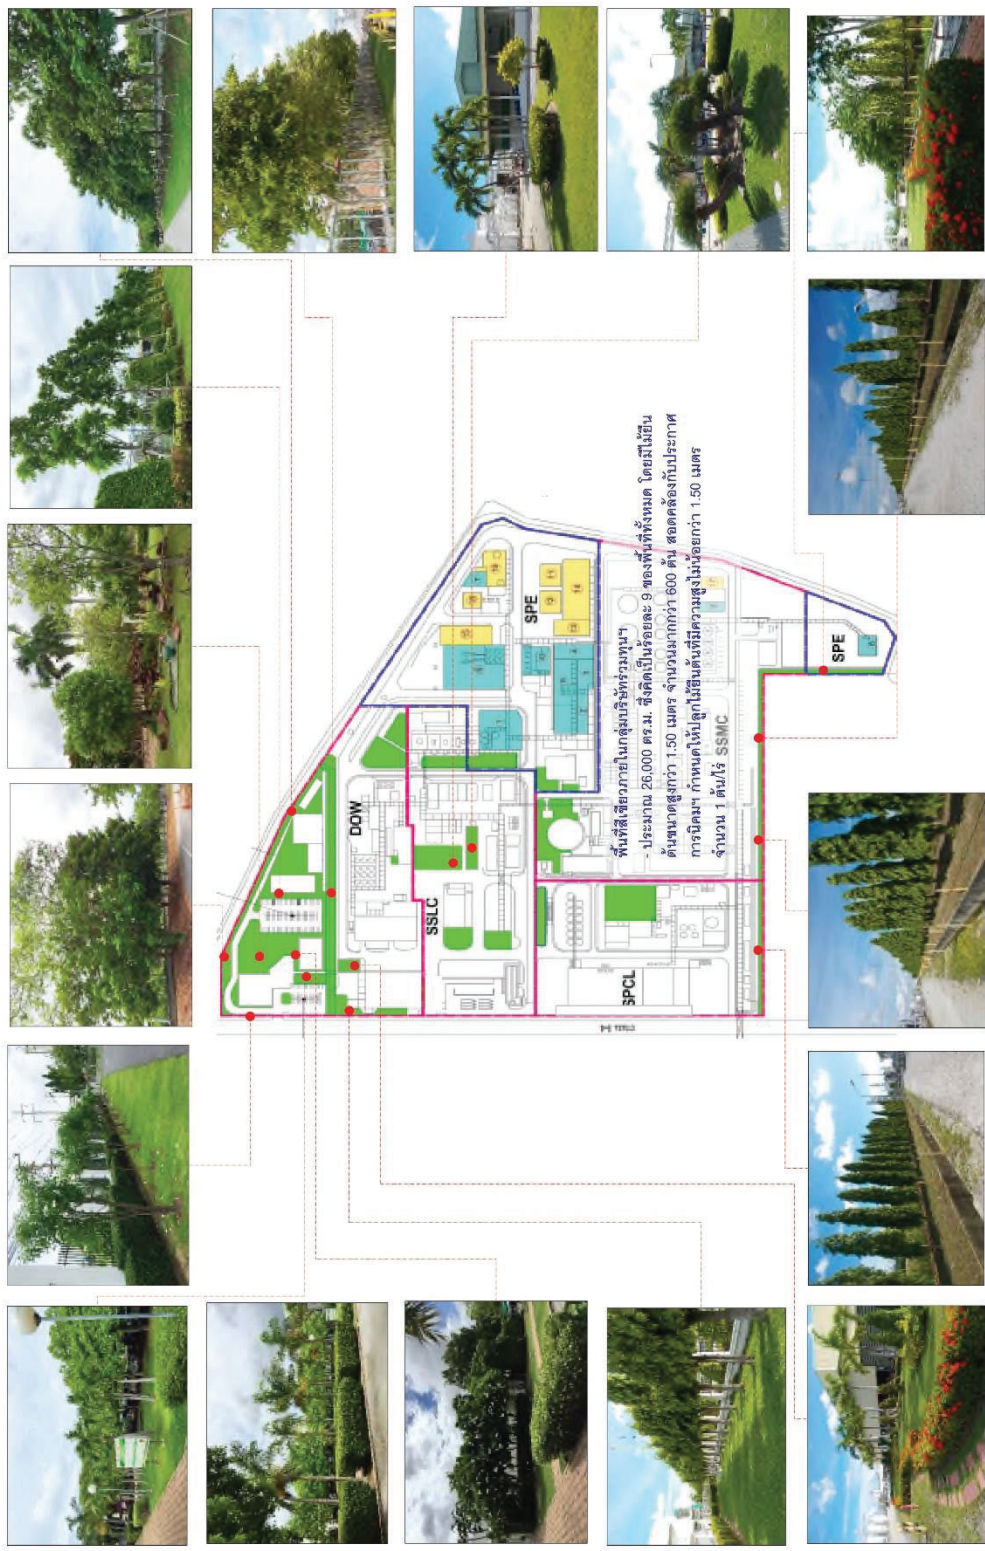 พื้นที่สีเขียวภายในกลุ่มบริษัทร่วมทุนฯ
- ประมาณ 26,000 ตร.ม. ซึ่งคิดเป็นร้อยละ 9 ของพื้นที่ทั้งหมด โดยมีไม้ยืน
ต้นขนาดสูงกว่า 1.50 เมตร จำนวนมากกว่า 600 ต้น สอดคล้องกับประกาศ
การนิคมฯ กำหนดให้ปลูกไม้ยืนต้นที่มีความสูงไม่น้อยกว่า 1.50 เมตร
จำนวน 1 ต้น/ไร่
DOW
SSLC
SPE
SPCL
SSMC
SPE